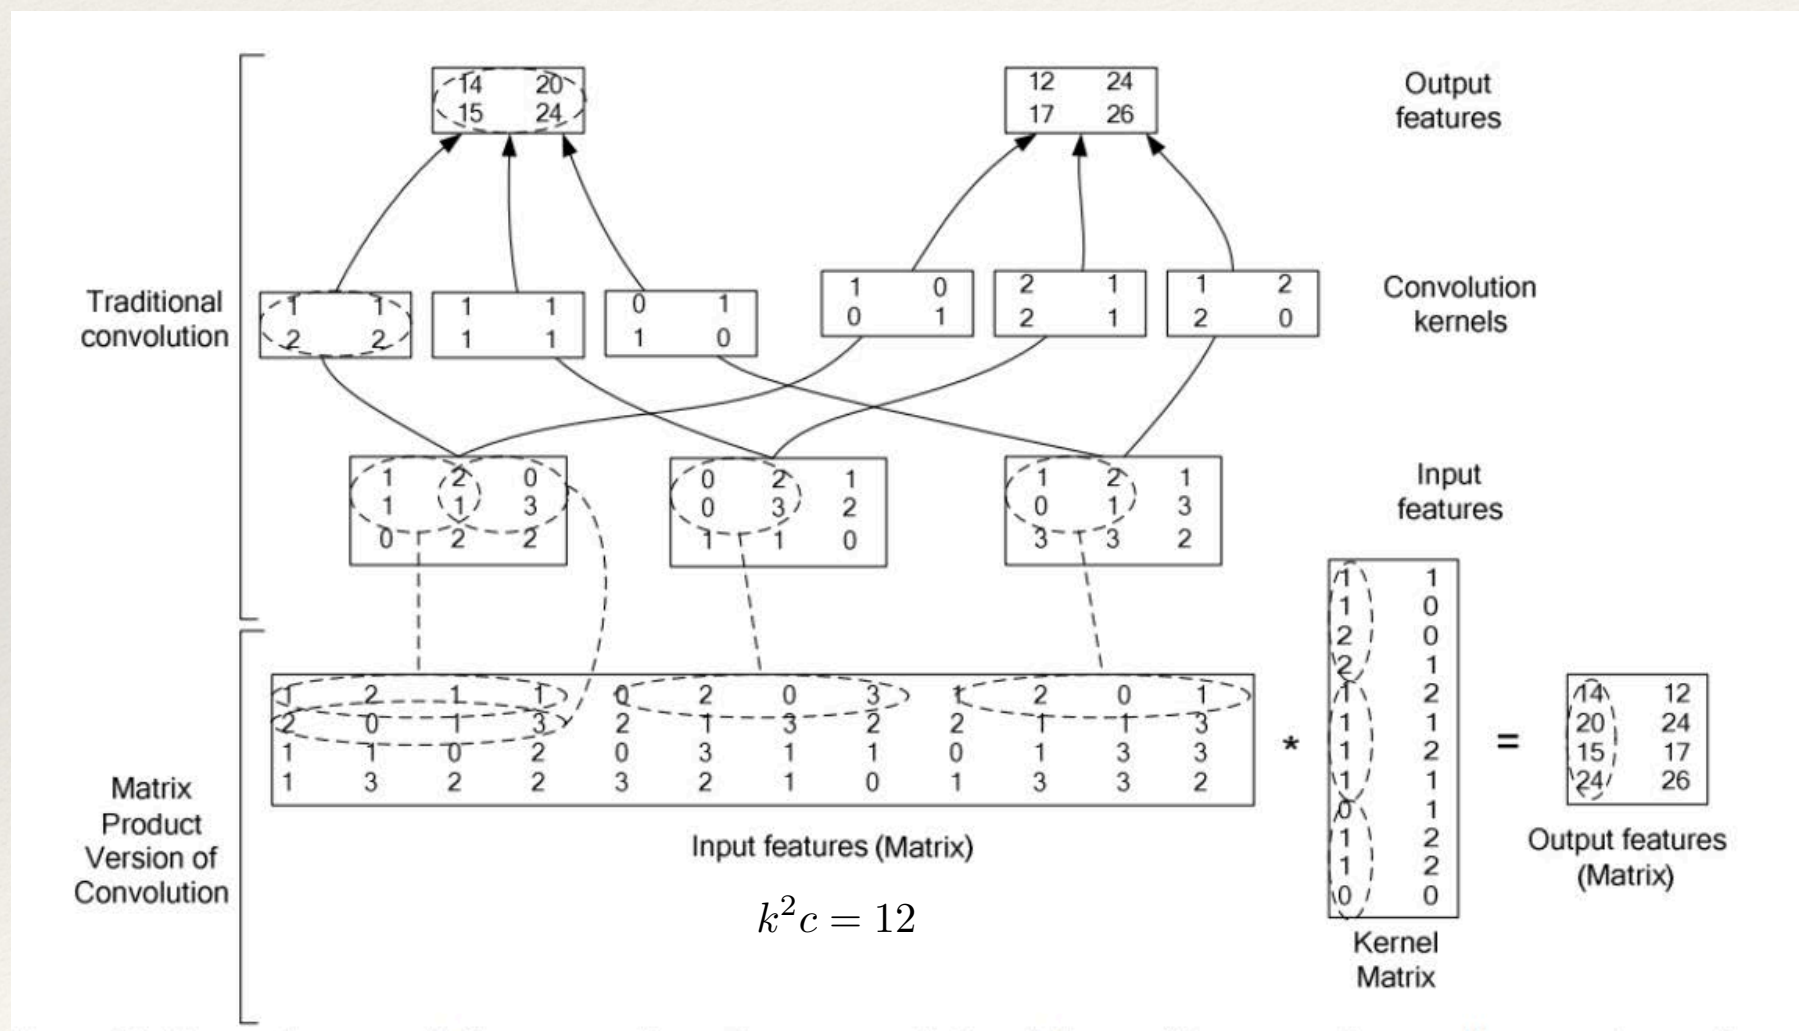 14 20
15 24
12 24
17 26
Output
features
Traditional
convolution
1 1
2 2
1 1
1 1
0 1
1 0
1 0
0 1
2 1
2 1
1 2
2 0
Convolution
kernels
1 2 0
1 1 3
0 2 2
0 2 1
0 3 2
1 1 0
1 2 1
0 1 3
3 3 2
Input
features
Matrix
Product
Version of
Convolution
1 2 1 1 0 2 0 3 1 2 0 1
2 0 1 3 2 1 3 2 2 1 1 3
1 1 0 2 0 3 1 1 0 1 3 3
1 3 2 2 3 2 1 0 1 3 3 2
Input features (Matrix)
k²c = 12
*
1 1
1 0
2 0
2 1
1 2
1 1
1 2
1 1
0 1
1 2
1 2
0 0
Kernel
Matrix
=
14 12
20 24
15 17
24 26
Output features
(Matrix)